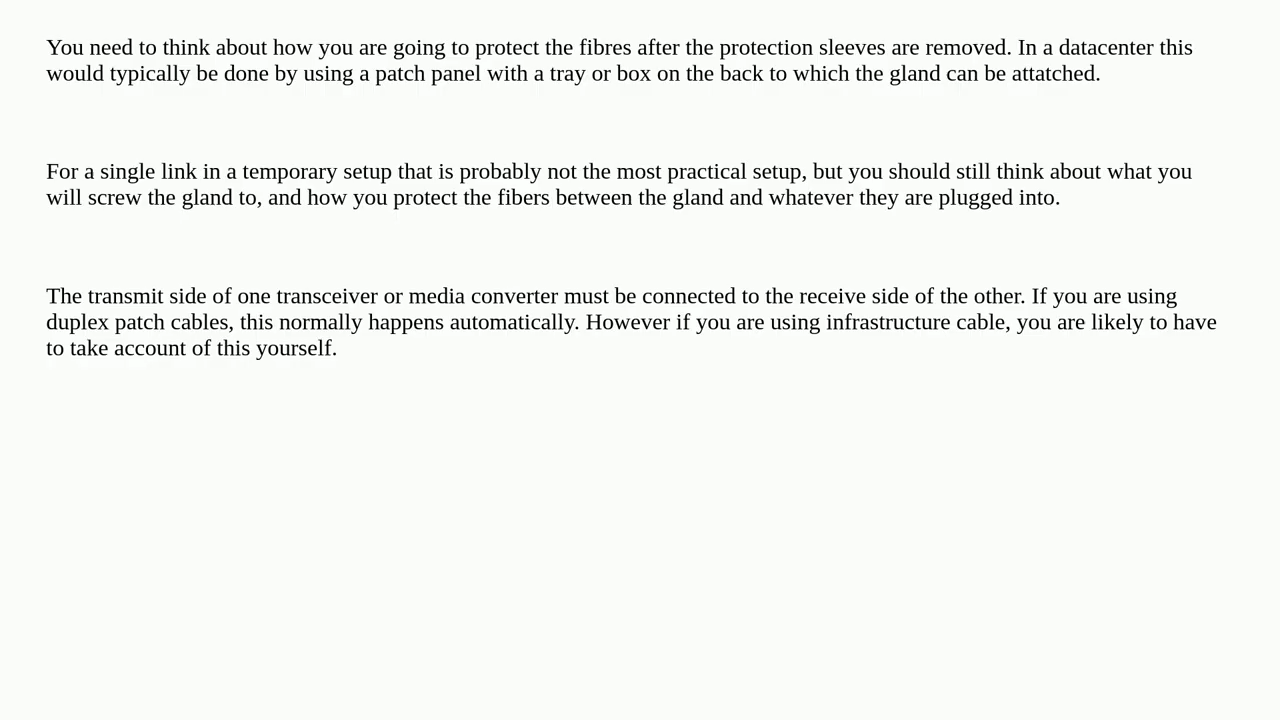 You need to think about how you are going to protect the fibres after the protection sleeves are removed. In a datacenter this
would typically be done by using a patch panel with a tray or box on the back to which the gland can be attatched.
For a single link in a temporary setup that is probably not the most practical setup, but you should still think about what you
will screw the gland to, and how you protect the fibers between the gland and whatever they are plugged into.
The transmit side of one transceiver or media converter must be connected to the receive side of the other. If you are using
duplex patch cables, this normally happens automatically. However if you are using infrastructure cable, you are likely to have
to take account of this yourself.